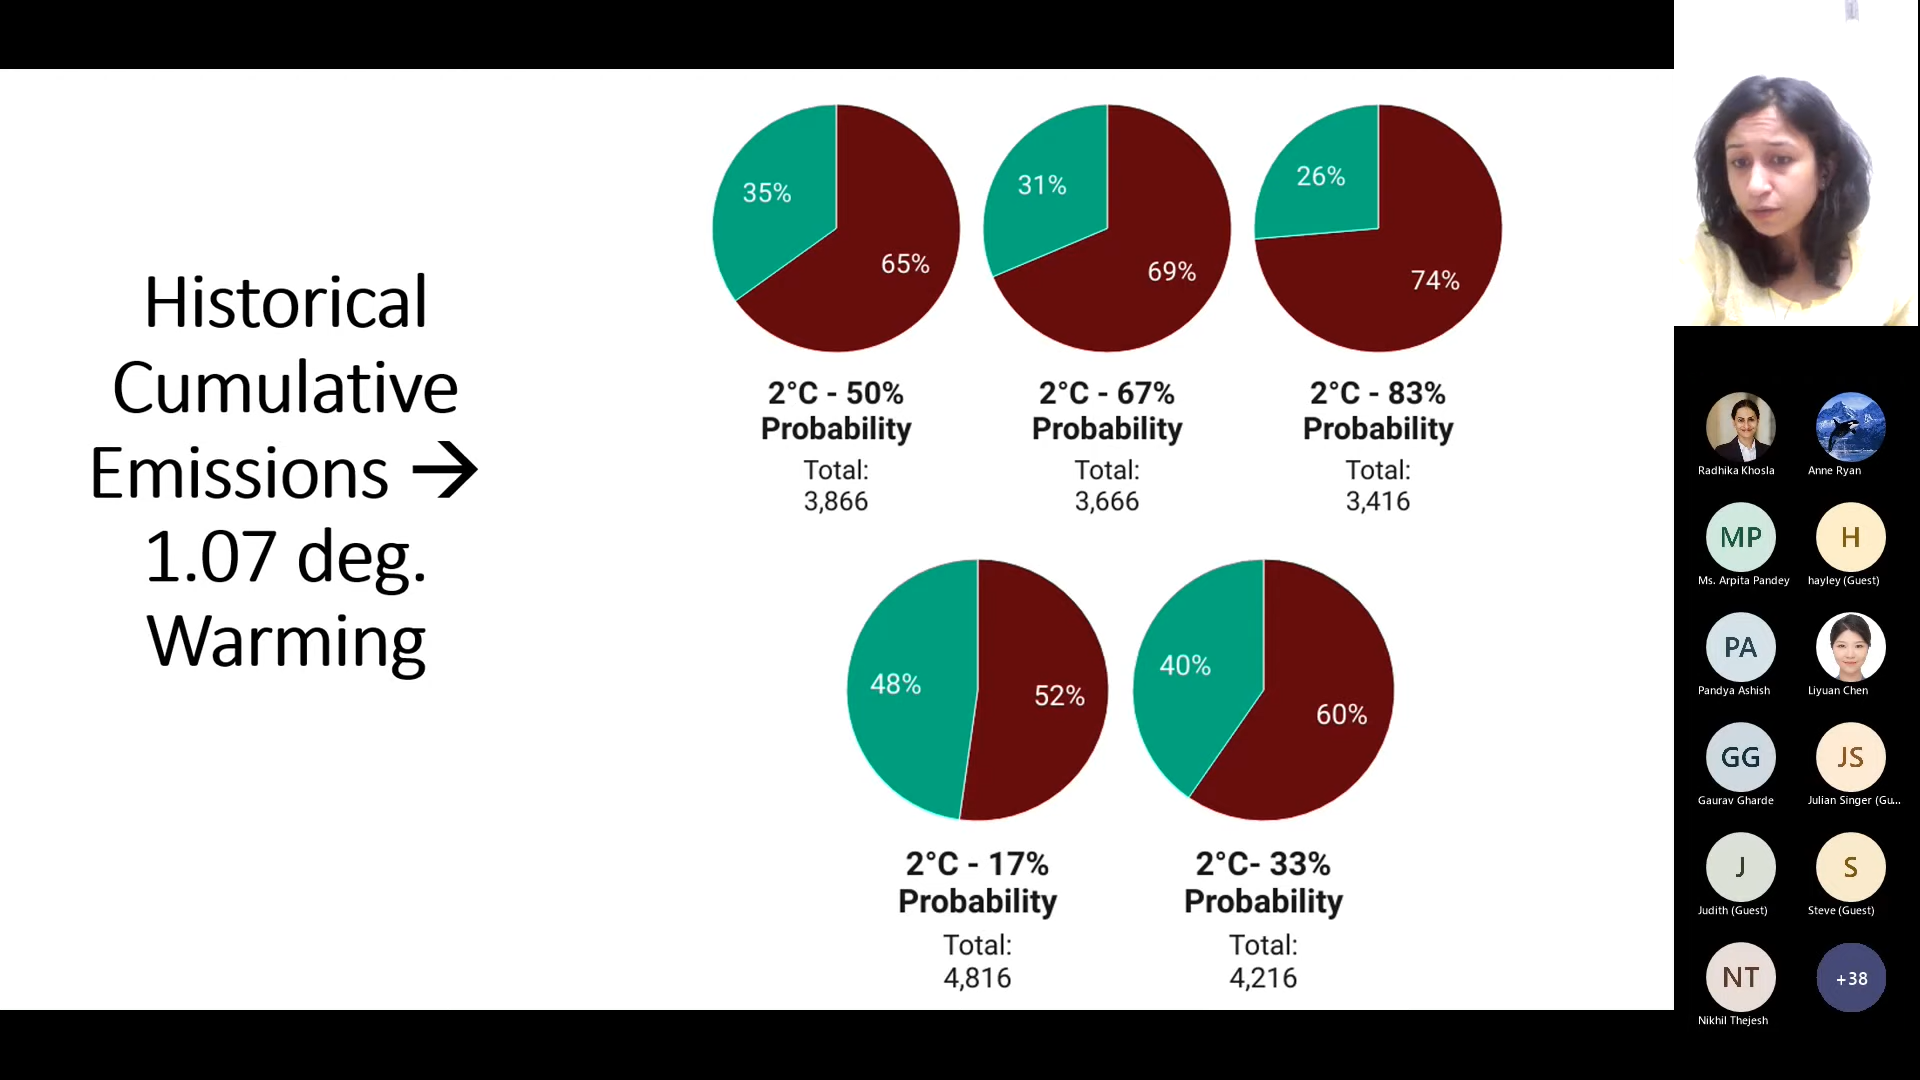 Historical
Cumulative
Emissions →
1.07 deg.
Warming
35%
65%
2°C - 50%
Probability
Total:
3,866
31%
69%
2°C - 67%
Probability
Total:
3,666
26%
74%
2°C - 83%
Probability
Total:
3,416
48%
52%
2°C - 17%
Probability
Total:
4,816
40%
60%
2°C- 33%
Probability
Total:
4,216
Radhika Khosla
Anne Ryan
MP
Ms. Arpita Pandey
H
hayley (Guest)
PA
Pandya Ashish
Liyuan Chen
GG
Gaurav Gharde
JS
Julian Singer (Gu...
J
Judith (Guest)
S
Steve (Guest)
NT
Nikhil Thejesh
+38